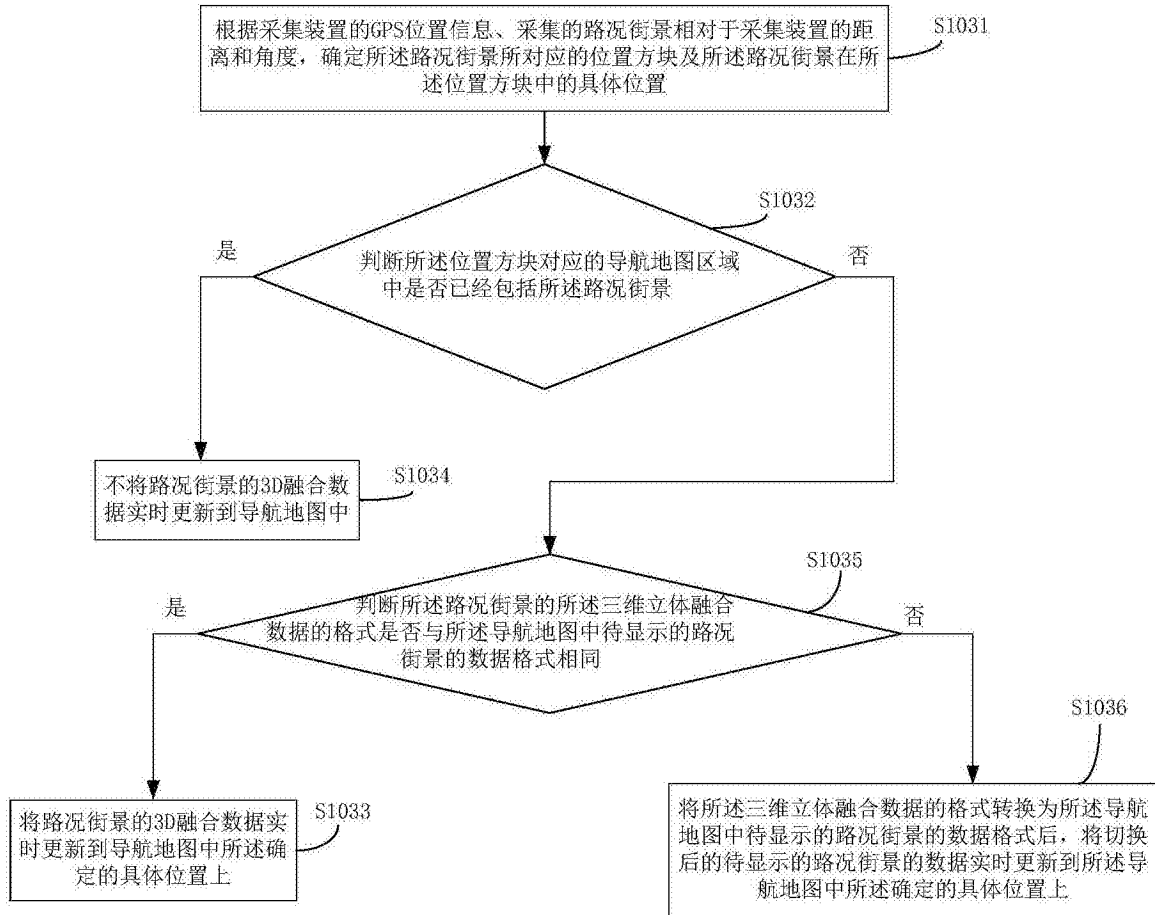 根据采集装置的GPS位置信息、采集的路况街景相对于采集装置的距
离和角度，确定所述路况街景所对应的位置方块及所述路况街景在所
述位置方块中的具体位置
S1031
S1032
是
否
判断所述位置方块对应的导航地图区域
中是否已经包括所述路况街景
S1034
不将路况街景的3D融合数
据实时更新到导航地图中
S1035
是
否
判断所述路况街景的所述三维立体融合
数据的格式是否与所述导航地图中待显示的路况
街景的数据格式相同
S1036
S1033
将路况街景的3D融合数据实
时更新到导航地图中所述确
定的具体位置上
将所述三维立体融合数据的格式转换为所述导航
地图中待显示的路况街景的数据格式后，将切换
后的待显示的路况街景的数据实时更新到所述导
航地图中所述确定的具体位置上